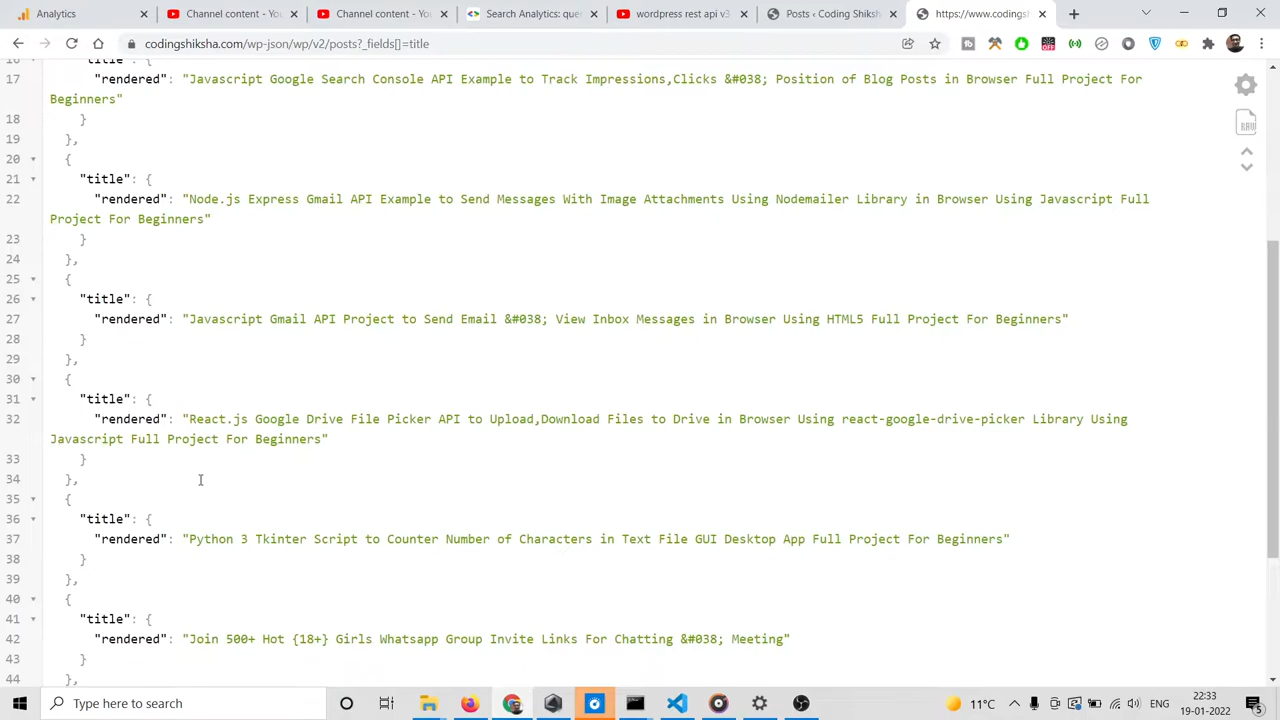 Analytics
Channel content - You
Channel content - You
Search Analytics: que
wordpress rest api v3
Posts ‹ Coding Shiksh
https://www.codings
codingshiksha.com/wp-json/wp/v2/posts?_fields[]=title
OFF
16 "title": {
17 "rendered": "Javascript Google Search Console API Example to Track Impressions,Clicks &#038; Position of Blog Posts in Browser Full Project For
Beginners"
18 }
19 },
20 {
21 "title": {
22 "rendered": "Node.js Express Gmail API Example to Send Messages With Image Attachments Using Nodemailer Library in Browser Using Javascript Full
Project For Beginners"
23 }
24 },
25 {
26 "title": {
27 "rendered": "Javascript Gmail API Project to Send Email &#038; View Inbox Messages in Browser Using HTML5 Full Project For Beginners"
28 }
29 },
30 {
31 "title": {
32 "rendered": "React.js Google Drive File Picker API to Upload,Download Files to Drive in Browser Using react-google-drive-picker Library Using
Javascript Full Project For Beginners"
33 }
34 },
35 {
36 "title": {
37 "rendered": "Python 3 Tkinter Script to Counter Number of Characters in Text File GUI Desktop App Full Project For Beginners"
38 }
39 },
40 {
41 "title": {
42 "rendered": "Join 500+ Hot {18+} Girls Whatsapp Group Invite Links For Chatting &#038; Meeting"
43 }
44 },
RAW
Type here to search
11°C
22:33
19-01-2022
5